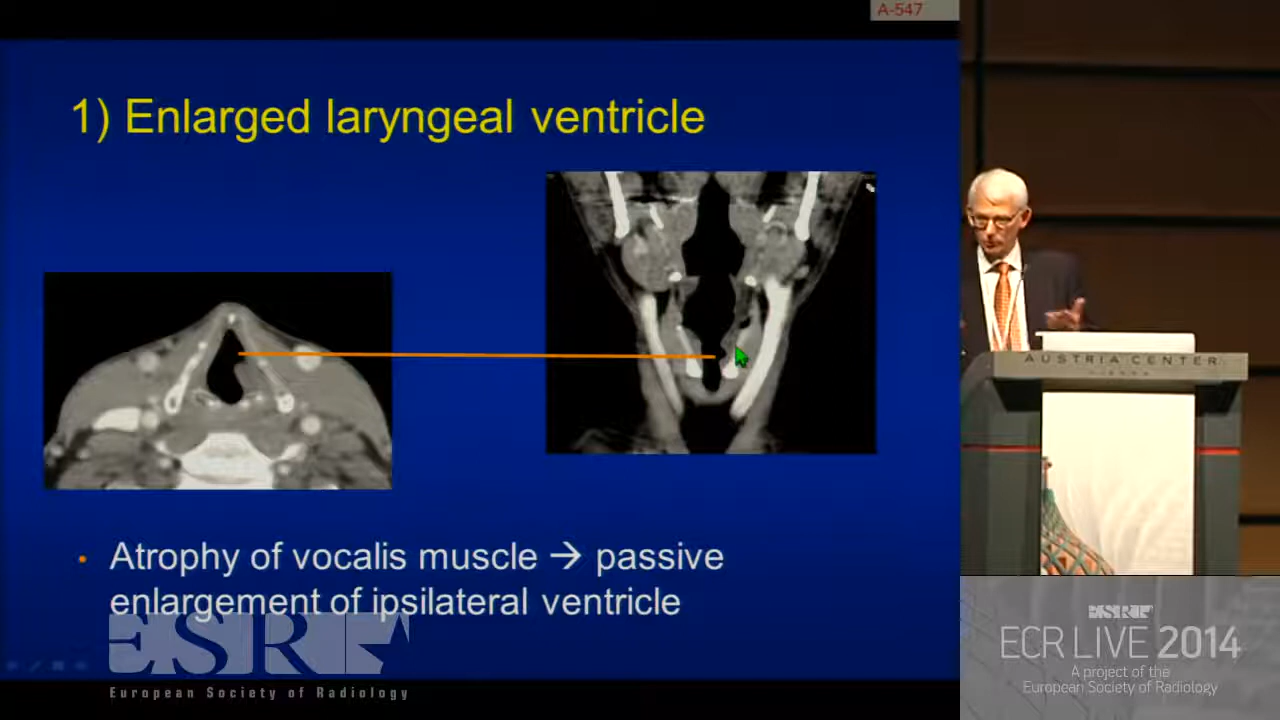 A-547
1) Enlarged laryngeal ventricle
• Atrophy of vocalis muscle → passive
enlargement of ipsilateral ventricle
ESR
European Society of Radiology
AUSTRIA CENTER
ESR
ECR LIVE 2014
A project of the
European Society of Radiology